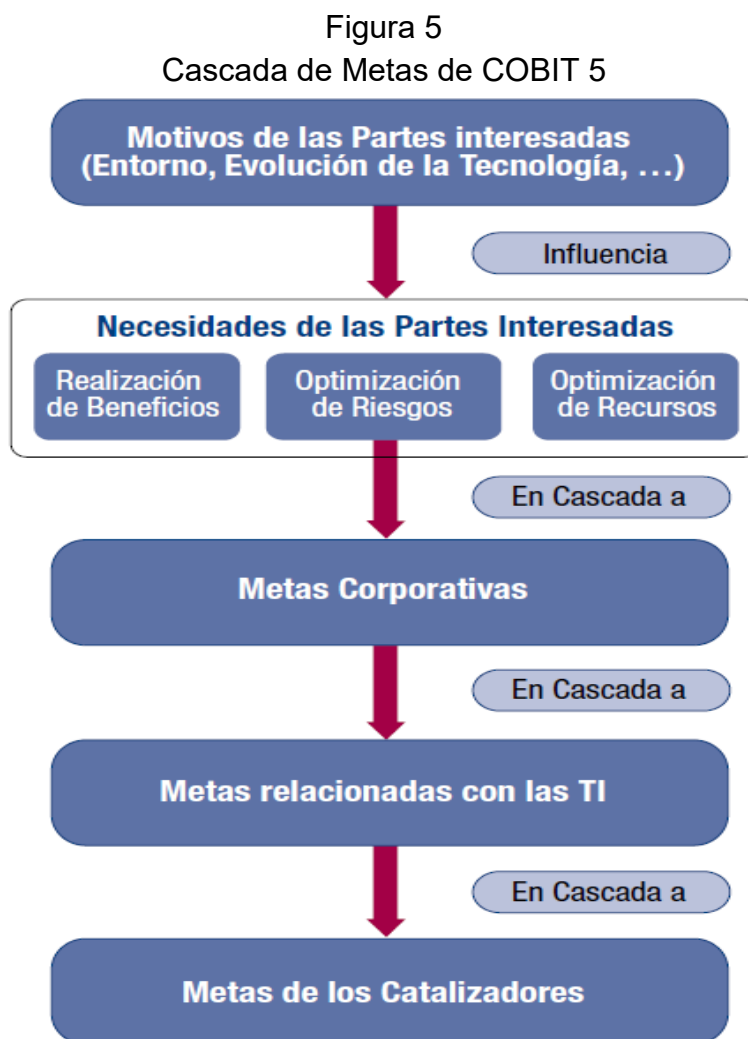 Figura 5
Cascada de Metas de COBIT 5
Motivos de las Partes interesadas
(Entorno, Evolución de la Tecnología, …)
Influencia
Necesidades de las Partes Interesadas
Realización
de Beneficios
Optimización
de Riesgos
Optimización
de Recursos
En Cascada a
Metas Corporativas
En Cascada a
Metas relacionadas con las TI
En Cascada a
Metas de los Catalizadores